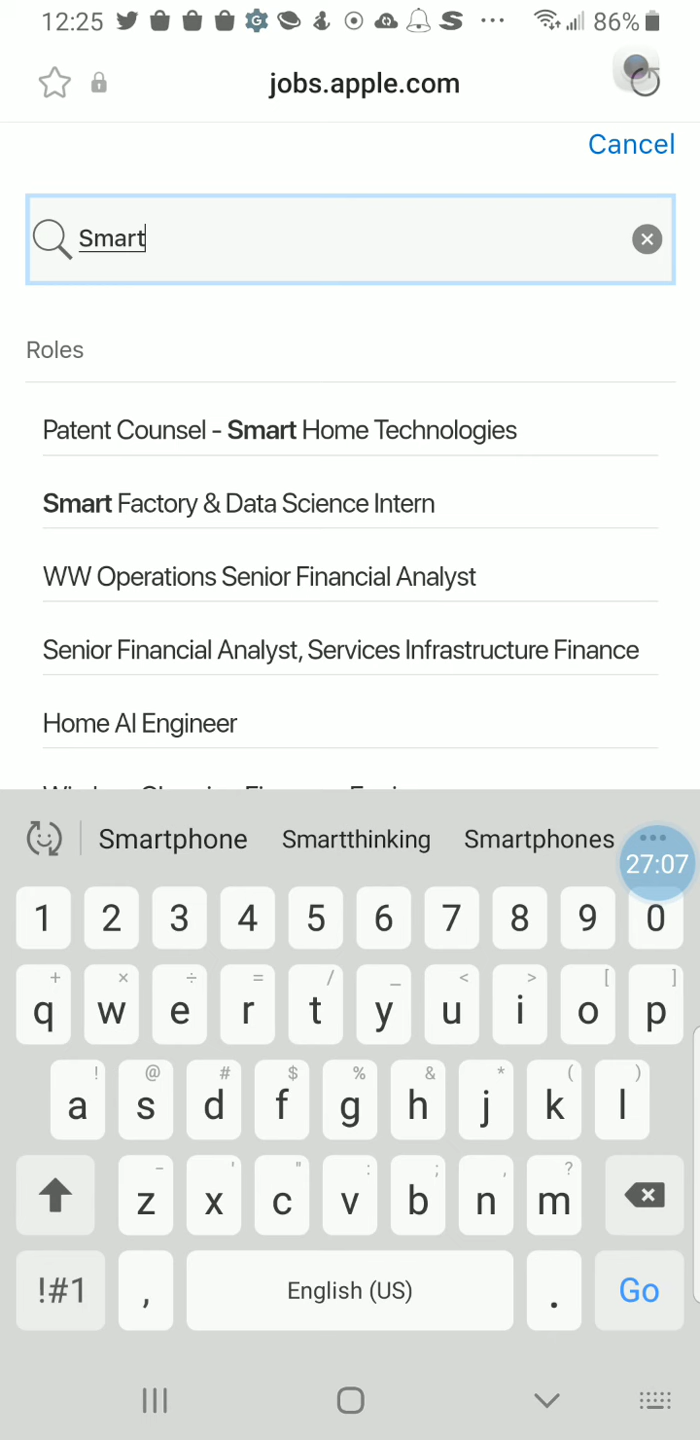 12:25 86%
jobs.apple.com
Cancel
Smart
Roles
Patent Counsel - Smart Home Technologies
Smart Factory & Data Science Intern
WW Operations Senior Financial Analyst
Senior Financial Analyst, Services Infrastructure Finance
Home AI Engineer
Smartphone Smartthinking Smartphones
27:07
1 2 3 4 5 6 7 8 9 0
+ × ÷ = / _ < > [ ]
q w e r t y u i o p
! @ # $ % & * ( )
a s d f g h j k l
- ' " : ; , ?
z x c v b n m
!#1 , English (US) . Go